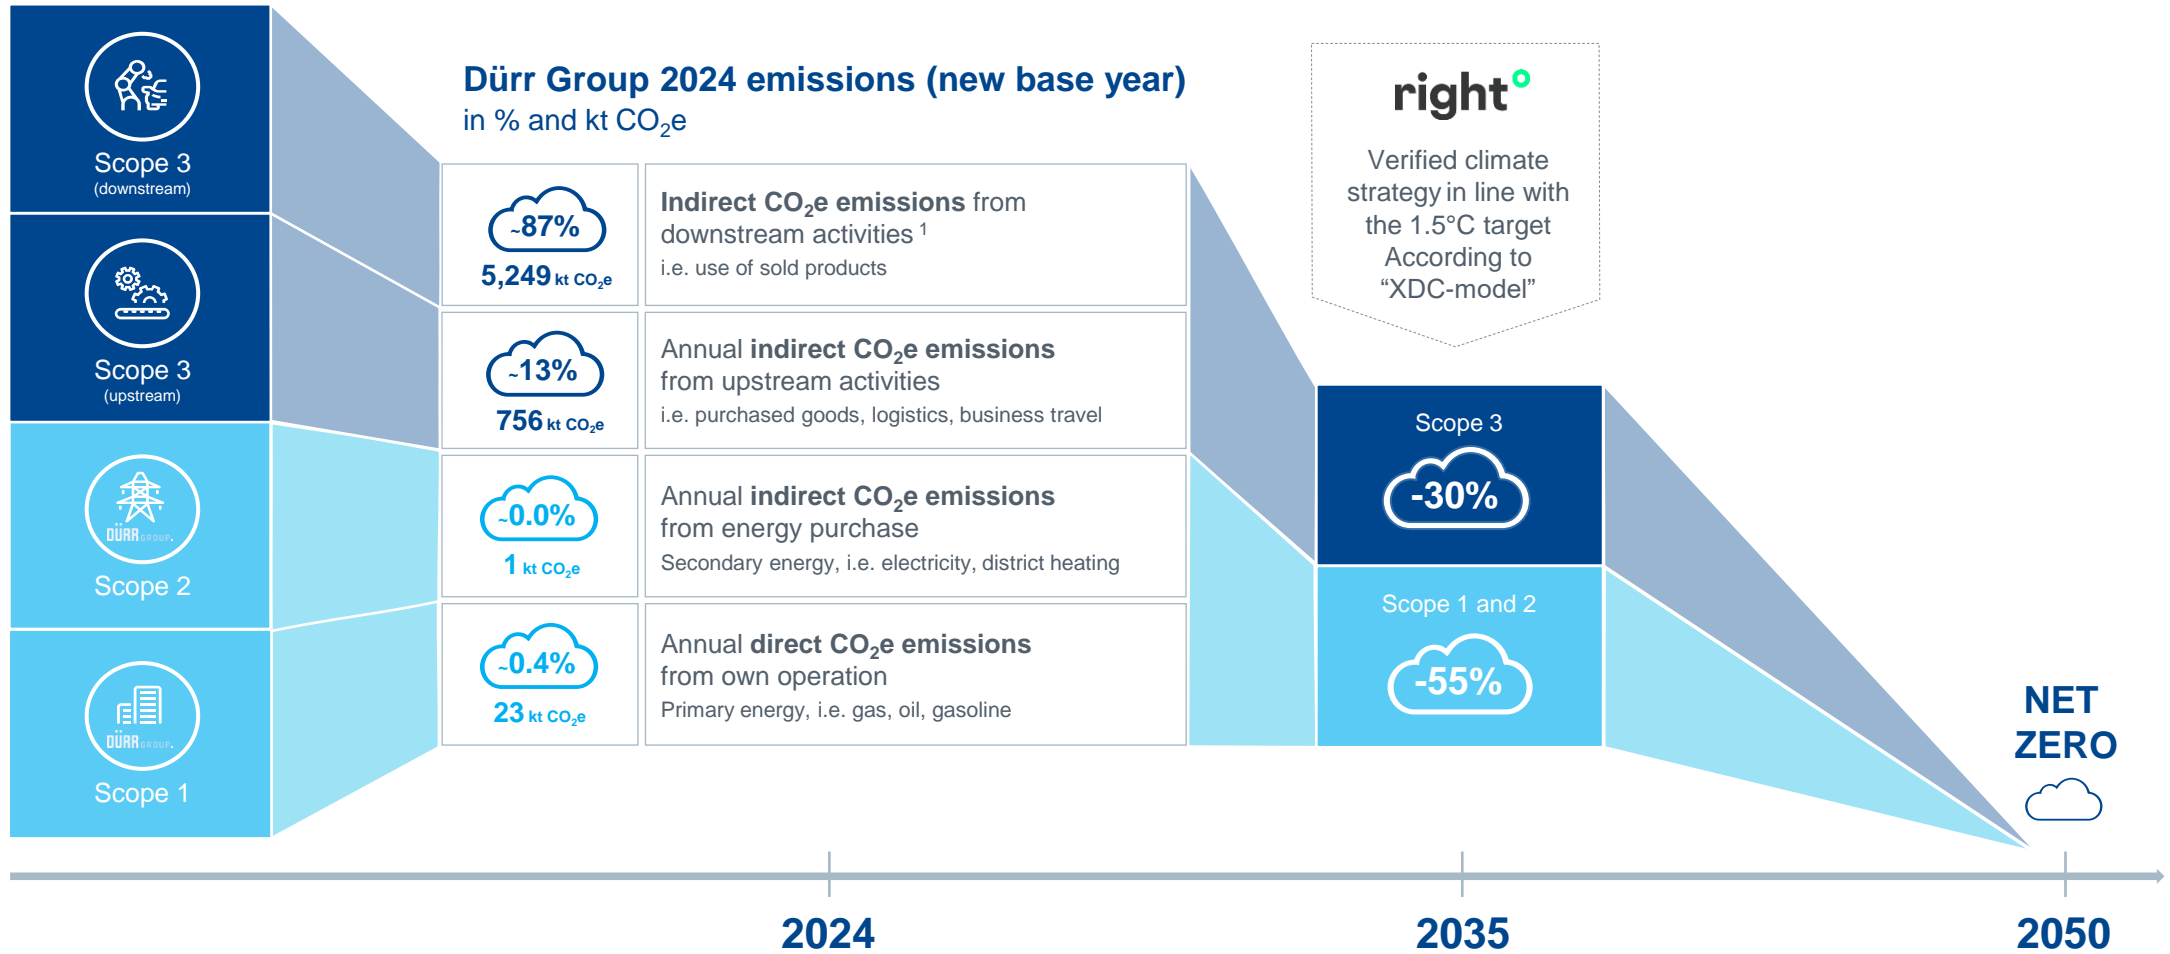 Scope 3
(downstream)
Scope 3
(upstream)
DÜRR GROUP.
Scope 2
DÜRR GROUP.
Scope 1
Dürr Group 2024 emissions (new base year)
in % and kt CO₂e
~87%
5,249 kt CO₂e
Indirect CO₂e emissions from
downstream activities ¹
i.e. use of sold products
~13%
756 kt CO₂e
Annual indirect CO₂e emissions
from upstream activities
i.e. purchased goods, logistics, business travel
~0.0%
1 kt CO₂e
Annual indirect CO₂e emissions
from energy purchase
Secondary energy, i.e. electricity, district heating
~0.4%
23 kt CO₂e
Annual direct CO₂e emissions
from own operation
Primary energy, i.e. gas, oil, gasoline
right°
Verified climate
strategy in line with
the 1.5°C target
According to
“XDC-model”
Scope 3
-30%
Scope 1 and 2
-55%
NET
ZERO
2024
2035
2050